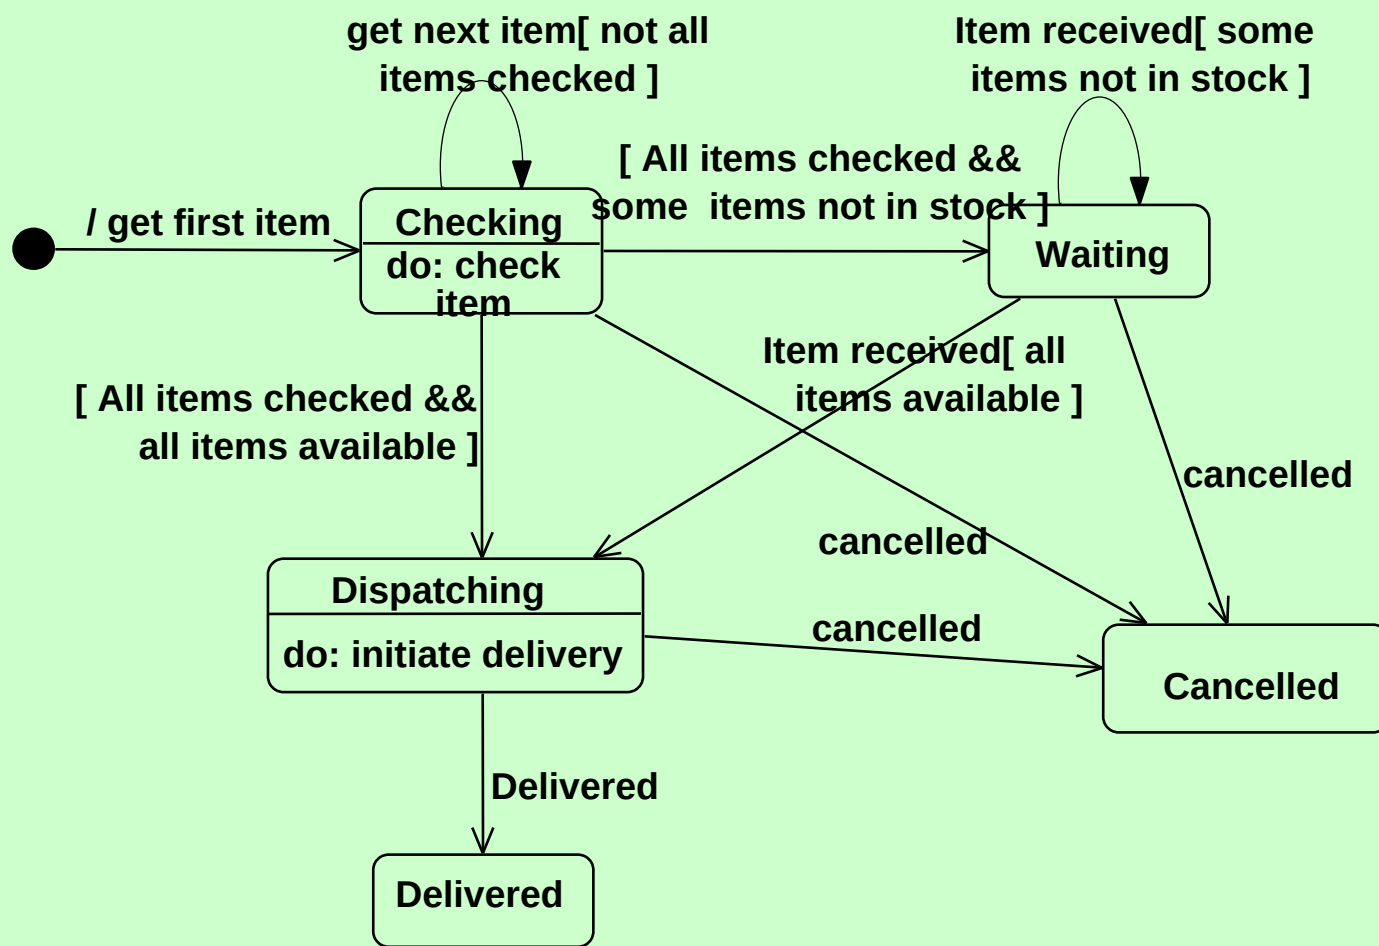 get next item[ not all
items checked ]
Item received[ some
items not in stock ]
[ All items checked &&
some  items not in stock ]
/ get first item
Checking
do: check
item
Waiting
Item received[ all
items available ]
[ All items checked &&
all items available ]
cancelled
cancelled
Dispatching
do: initiate delivery
cancelled
Cancelled
Delivered
Delivered